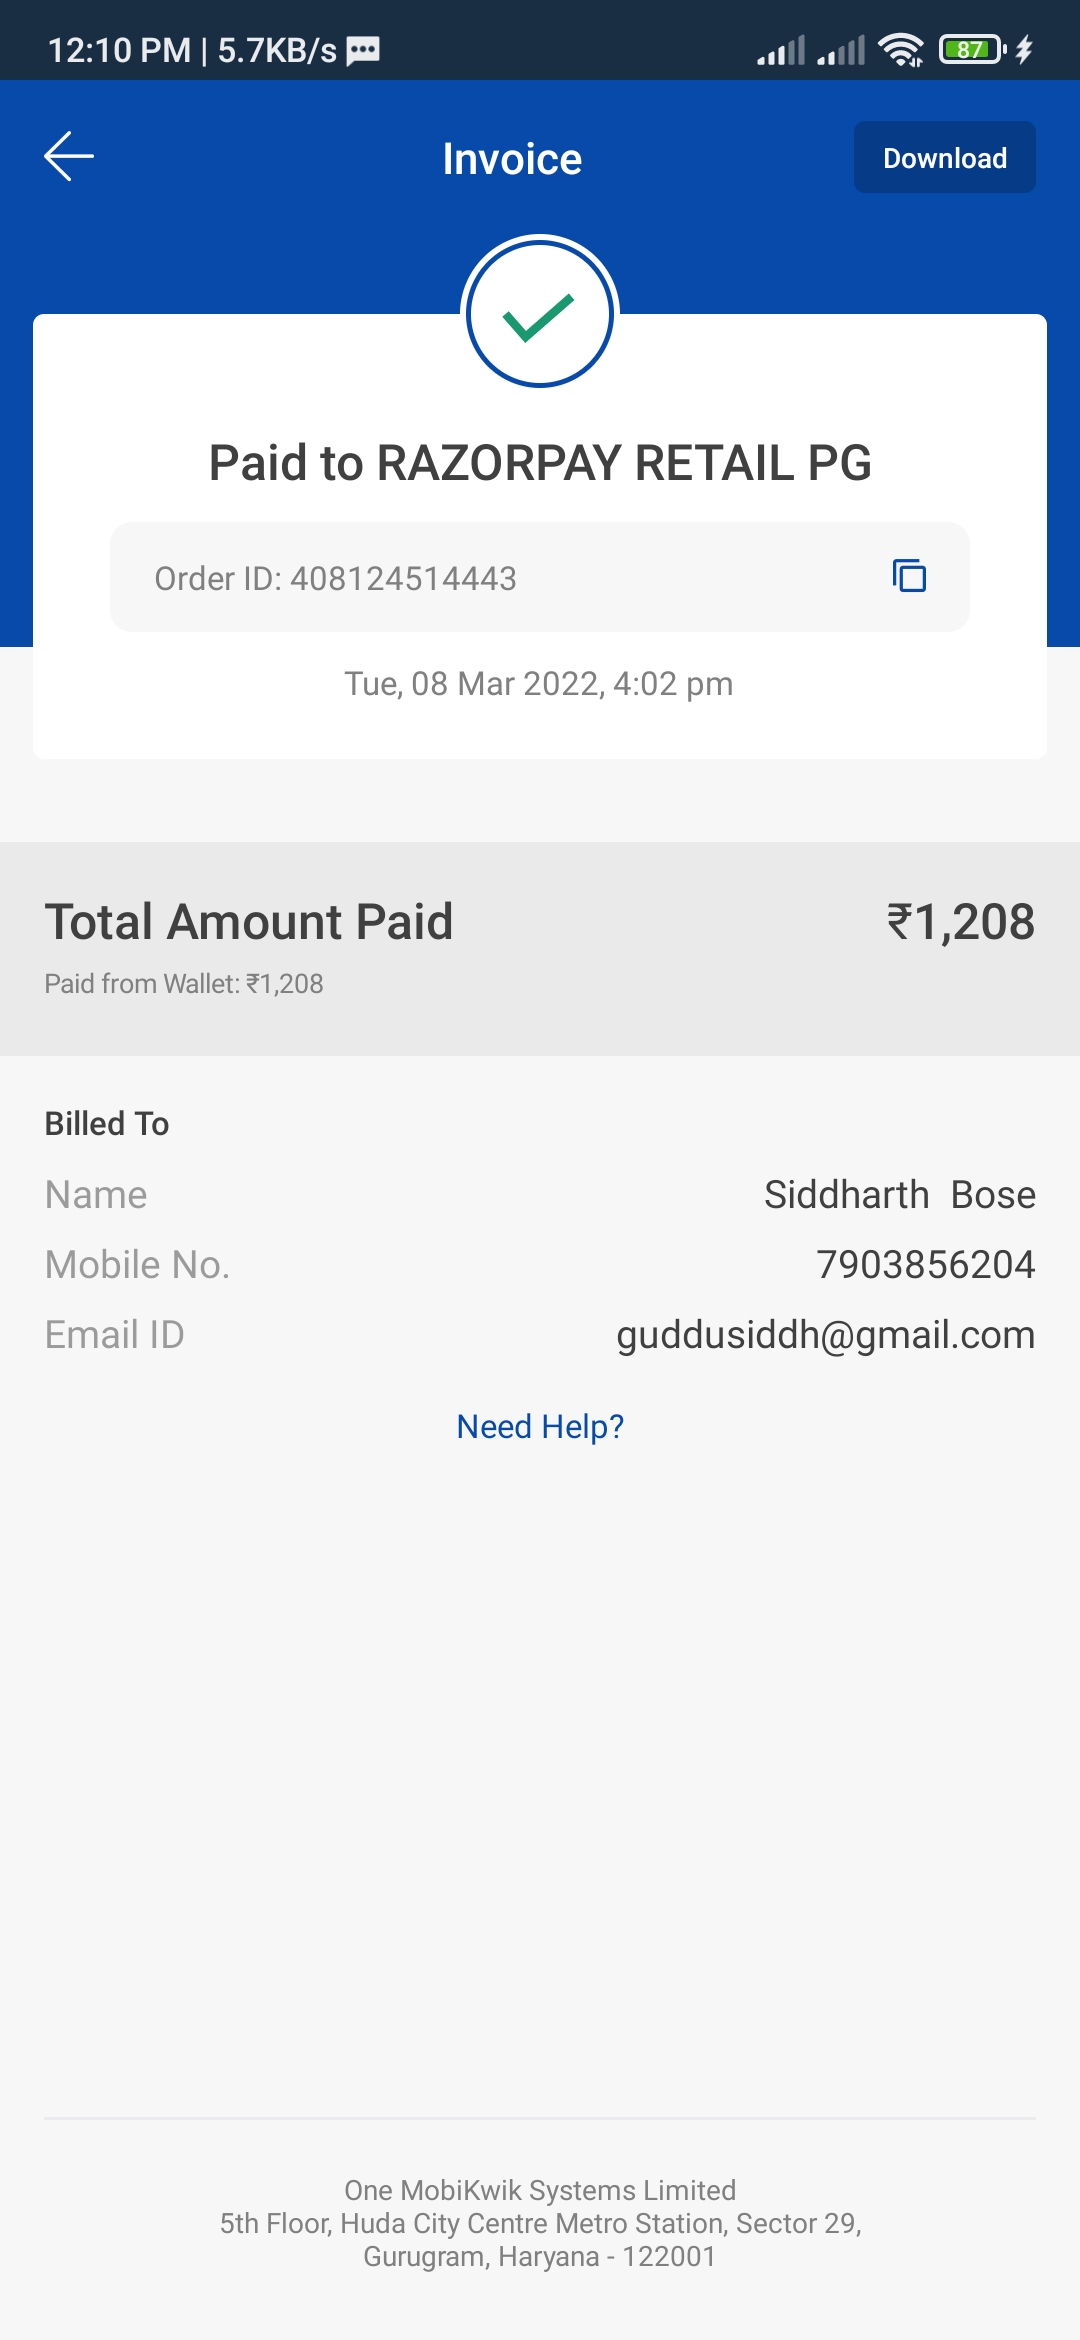 12:10 PM | 5.7KB/s
87
Invoice
Download
Paid to RAZORPAY RETAIL PG
Order ID: 408124514443
Tue, 08 Mar 2022, 4:02 pm
Total Amount Paid ₹1,208
Paid from Wallet: ₹1,208
Billed To
Name Siddharth  Bose
Mobile No. 7903856204
Email ID guddusiddh@gmail.com
Need Help?
One MobiKwik Systems Limited
5th Floor, Huda City Centre Metro Station, Sector 29,
Gurugram, Haryana - 122001